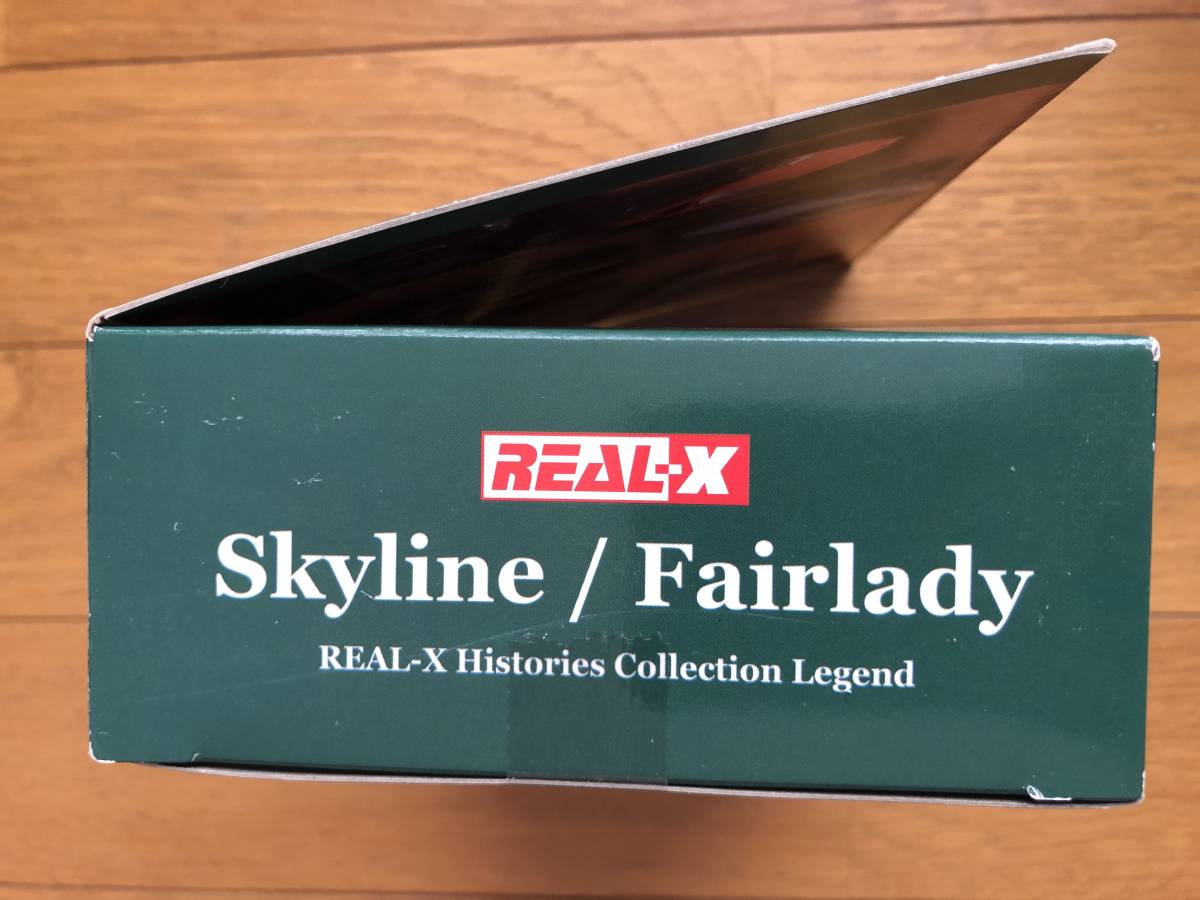 REAL-X
Skyline / Fairlady
REAL-X Histories Collection Legend